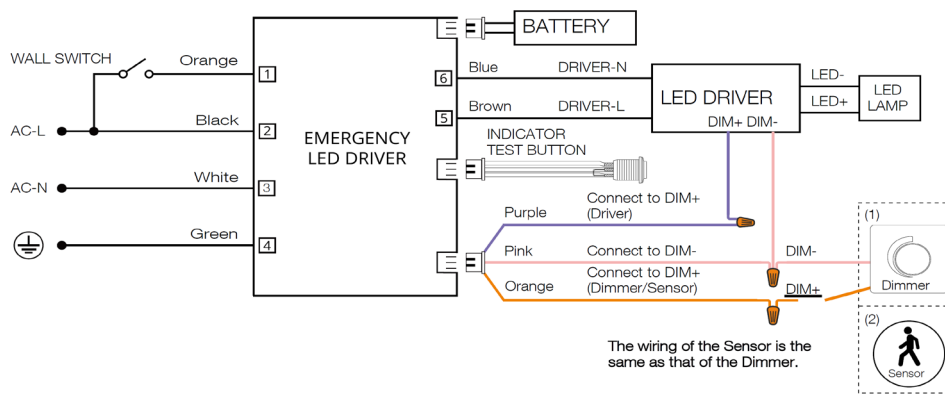 BATTERY
WALL SWITCH
Orange
1
6
Blue
DRIVER-N
LED DRIVER
LED-
LED+
LED
LAMP
AC-L
Black
2
5
Brown
DRIVER-L
DIM+ DIM-
EMERGENCY
LED DRIVER
INDICATOR
TEST BUTTON
AC-N
White
3
Green
4
Purple
Connect to DIM+
(Driver)
Pink
Connect to DIM-
DIM-
Orange
Connect to DIM+
(Dimmer/Sensor)
DIM+
(1)
Dimmer
(2)
Sensor
The wiring of the Sensor is the
same as that of the Dimmer.